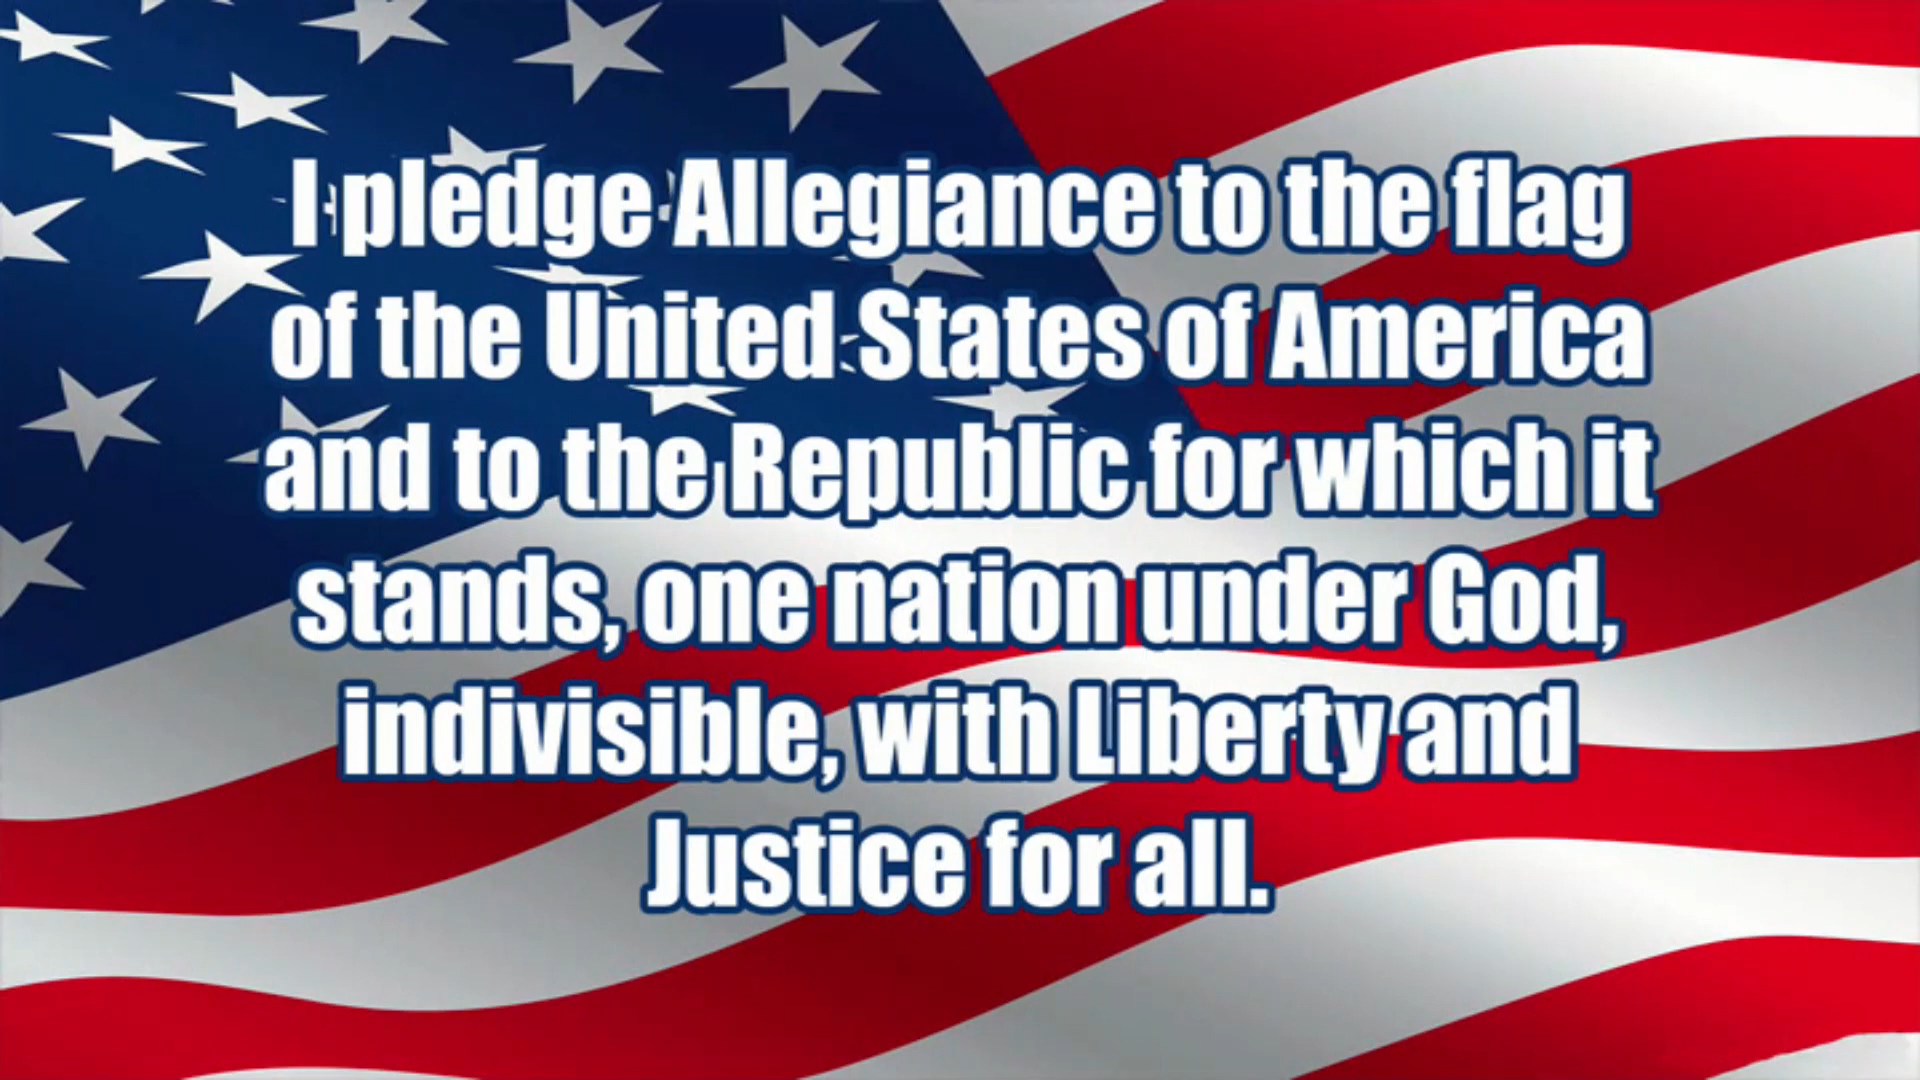 I pledge Allegiance to the flag
of the United States of America
and to the Republic for which it
stands, one nation under God,
indivisible, with Liberty and
Justice for all.